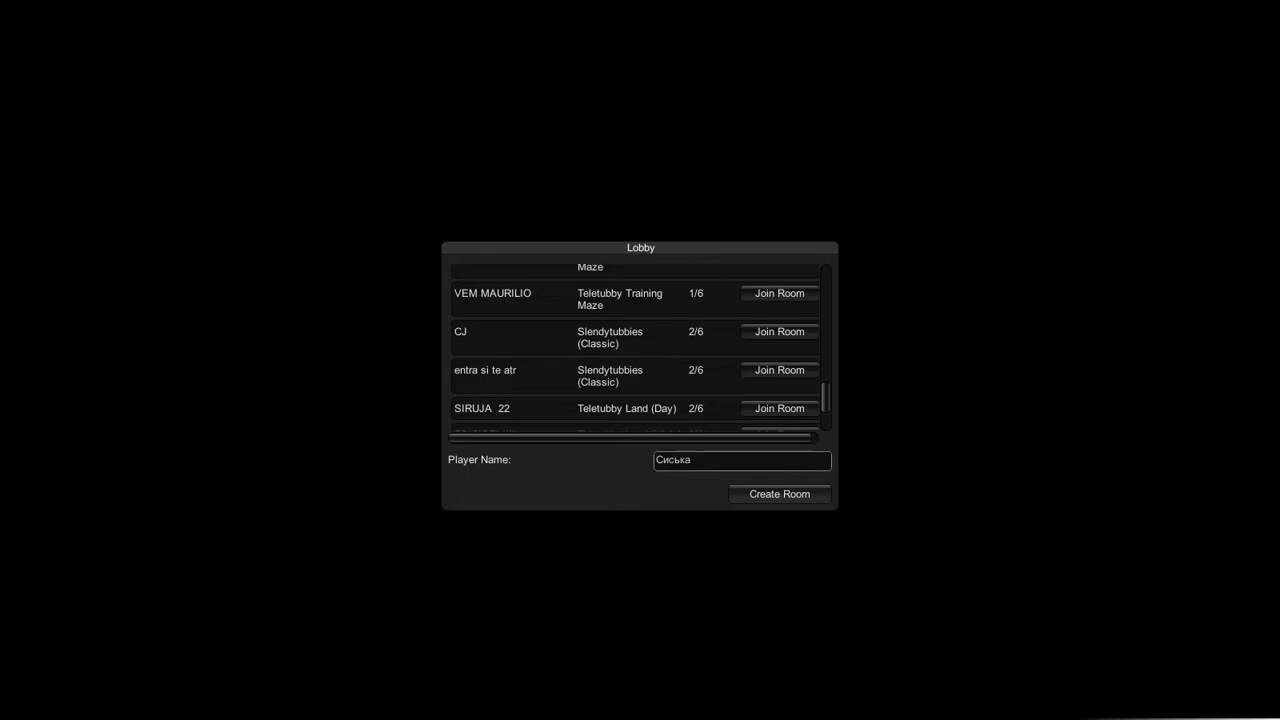 Lobby
Maze
VEM MAURILIO Teletubby Training 1/6 Join Room
Maze
CJ Slendytubbies 2/6 Join Room
(Classic)
entra si te atr Slendytubbies 2/6 Join Room
(Classic)
SIRUJA  22 Teletubby Land (Day) 2/6 Join Room
Player Name: Сиська
Create Room